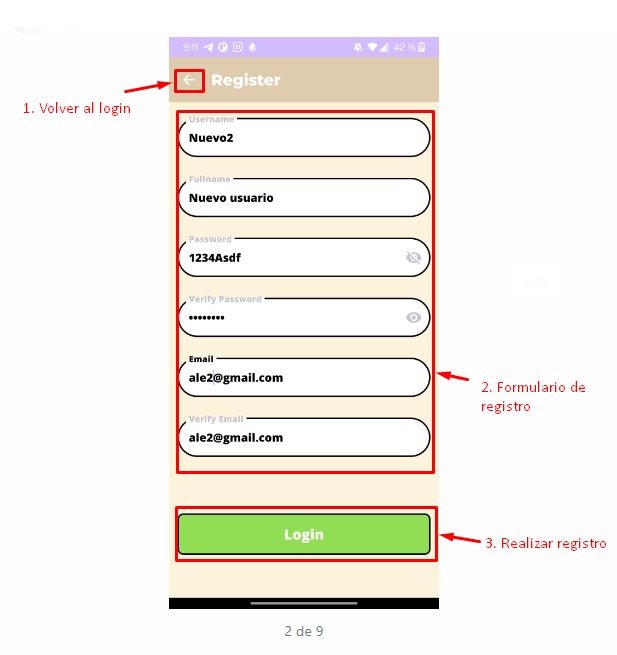 9:11 31 42 %
Register
1. Volver al login
Username
Nuevo2
Fullname
Nuevo usuario
Password
1234Asdf
Verify Password
••••••••
Email
ale2@gmail.com
2. Formulario de
registro
Verify Email
ale2@gmail.com
Login
3. Realizar registro
2 de 9